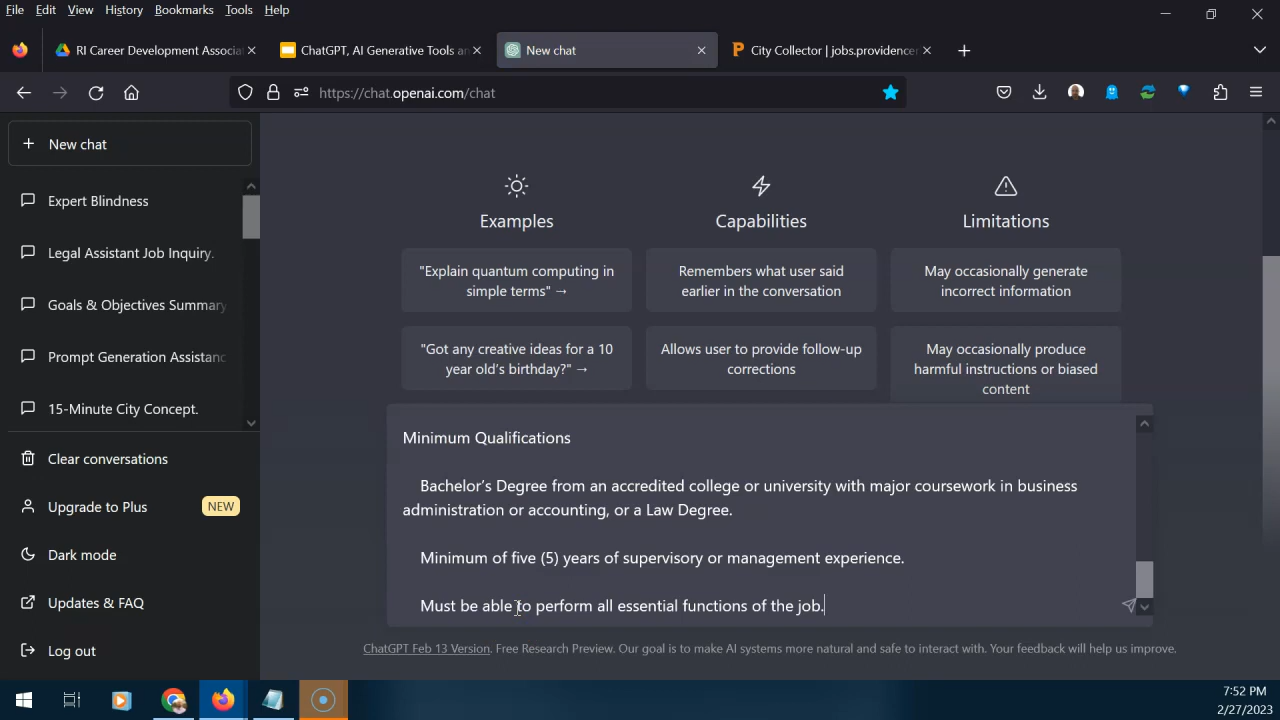 File Edit View History Bookmarks Tools Help
RI Career Development Associa
ChatGPT, AI Generative Tools an
New chat
City Collector | jobs.providencer
https://chat.openai.com/chat
New chat
Expert Blindness
Legal Assistant Job Inquiry.
Goals & Objectives Summary
Prompt Generation Assistanc
15-Minute City Concept.
Clear conversations
Upgrade to Plus NEW
Dark mode
Updates & FAQ
Log out
Examples
"Explain quantum computing in
simple terms" →
"Got any creative ideas for a 10
year old's birthday?" →
Capabilities
Remembers what user said
earlier in the conversation
Allows user to provide follow-up
corrections
Limitations
May occasionally generate
incorrect information
May occasionally produce
harmful instructions or biased
content
Minimum Qualifications
Bachelor's Degree from an accredited college or university with major coursework in business
administration or accounting, or a Law Degree.
Minimum of five (5) years of supervisory or management experience.
Must be able to perform all essential functions of the job.
ChatGPT Feb 13 Version. Free Research Preview. Our goal is to make AI systems more natural and safe to interact with. Your feedback will help us improve.
7:52 PM
2/27/2023